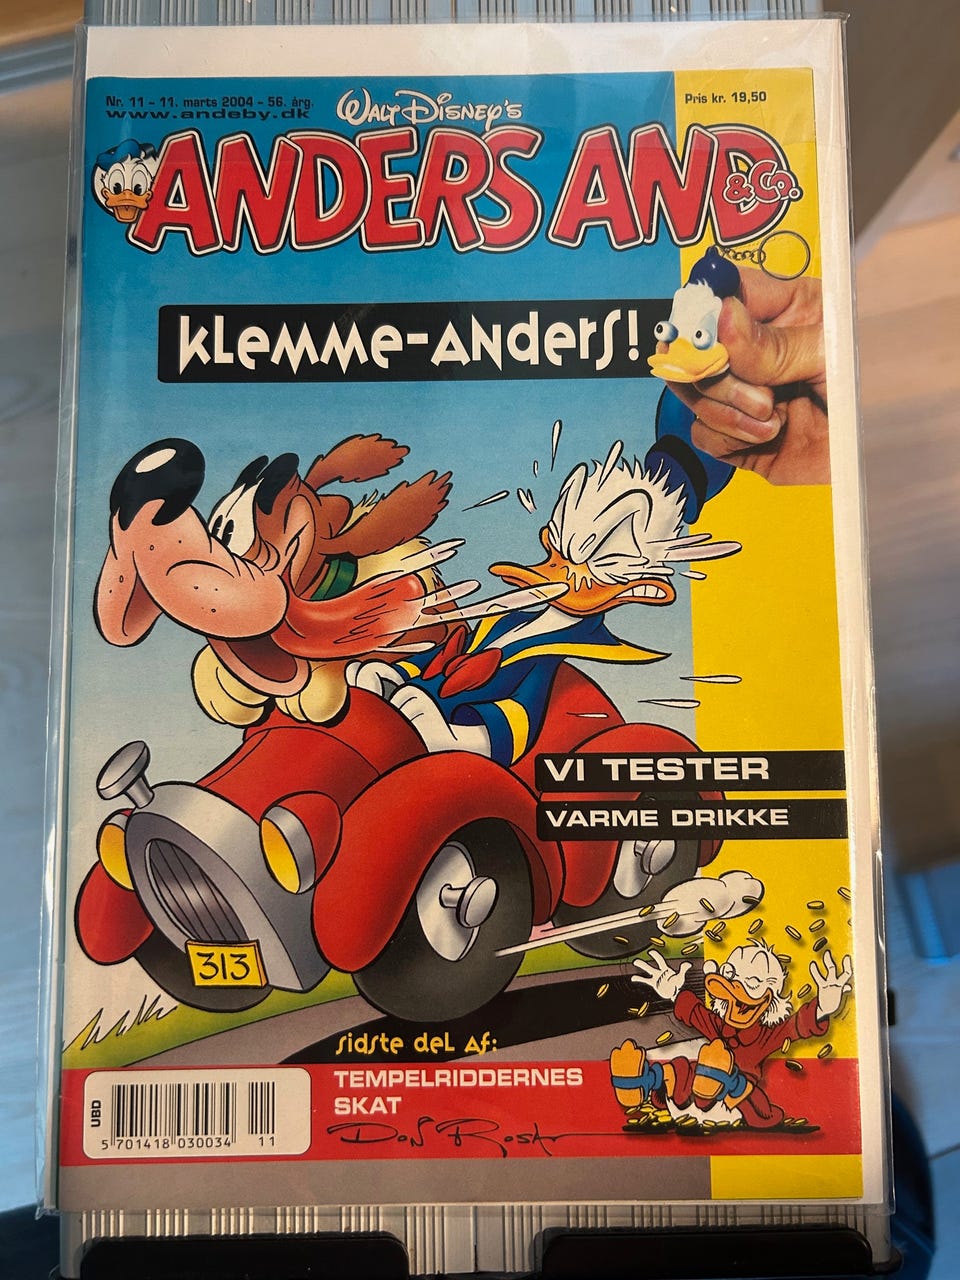 Nr. 11 - 11. marts 2004 - 56. årg.
www.andeby.dk
Walt Disney's
Pris kr. 19,50
ANDERS AND
& Co.
KLEMME-ANDERS!
VI TESTER
VARME DRIKKE
313
SIDSTE DEL AF:
TEMPELRIDDERNES
SKAT
Don Rosa
UBD
5 701418 030034
11